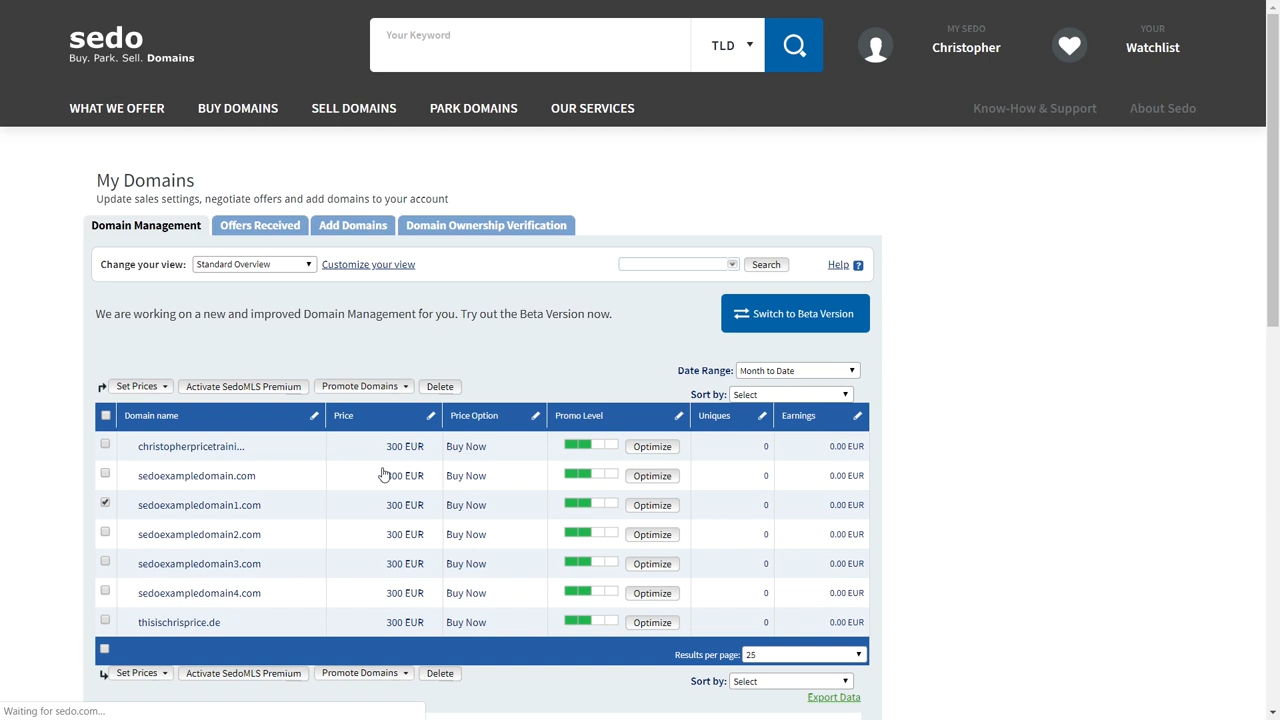 sedo
Buy. Park. Sell. Domains
Your Keyword
TLD
MY SEDO
Christopher
YOUR
Watchlist
WHAT WE OFFER BUY DOMAINS SELL DOMAINS PARK DOMAINS OUR SERVICES Know-How & Support About Sedo
My Domains
Update sales settings, negotiate offers and add domains to your account
Domain Management Offers Received Add Domains Domain Ownership Verification
Change your view: Standard Overview Customize your view Search Help ?
We are working on a new and improved Domain Management for you. Try out the Beta Version now. Switch to Beta Version
Date Range: Month to Date
Set Prices Activate SedoMLS Premium Promote Domains Delete
Sort by: Select
Domain name Price Price Option Promo Level Uniques Earnings
christopherpricetraini... 300 EUR Buy Now Optimize 0 0.00 EUR
sedoexampledomain.com 00 EUR Buy Now Optimize 0 0.00 EUR
sedoexampledomain1.com 300 EUR Buy Now Optimize 0 0.00 EUR
sedoexampledomain2.com 300 EUR Buy Now Optimize 0 0.00 EUR
sedoexampledomain3.com 300 EUR Buy Now Optimize 0 0.00 EUR
sedoexampledomain4.com 300 EUR Buy Now Optimize 0 0.00 EUR
thisischrisprice.de 300 EUR Buy Now Optimize 0 0.00 EUR
Results per page: 25
Set Prices Activate SedoMLS Premium Promote Domains Delete
Sort by: Select
Export Data
Waiting for sedo.com...